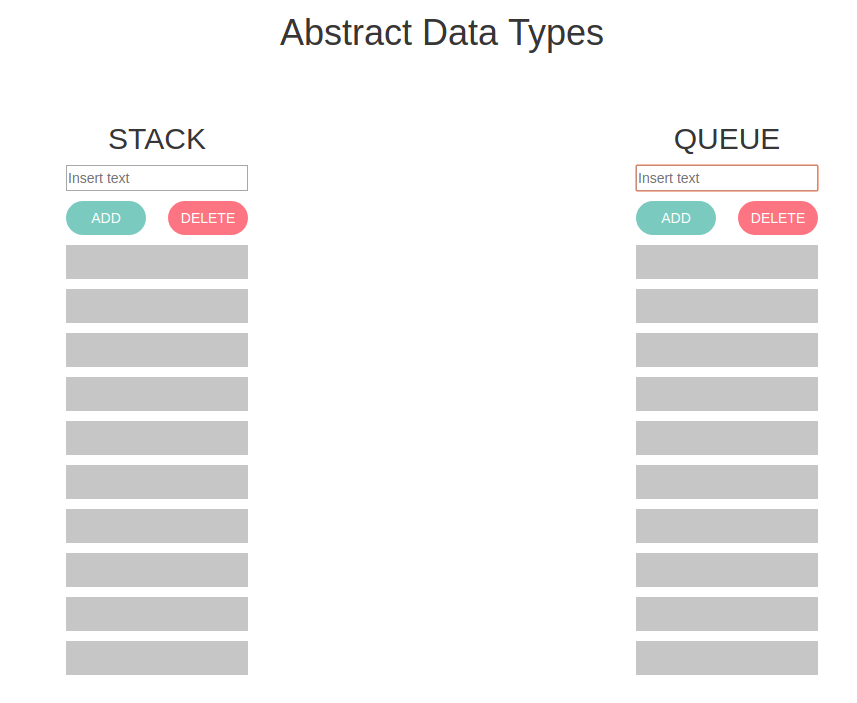 Abstract Data Types
STACK
Insert text
ADD DELETE
QUEUE
Insert text
ADD DELETE